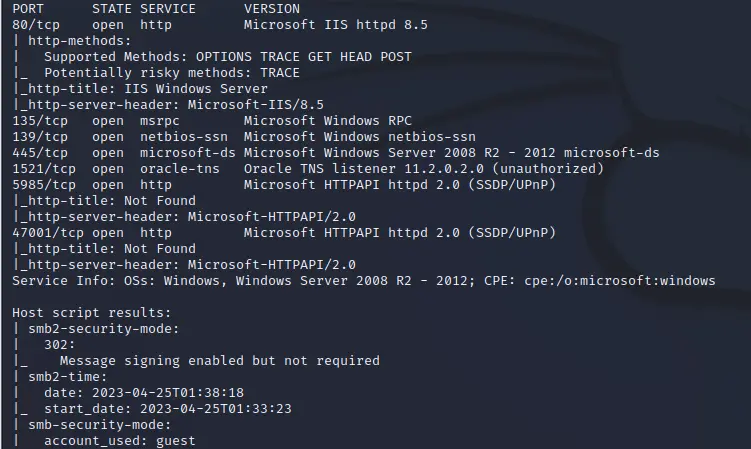 PORT      STATE SERVICE      VERSION
80/tcp    open  http         Microsoft IIS httpd 8.5
| http-methods:
|   Supported Methods: OPTIONS TRACE GET HEAD POST
|_  Potentially risky methods: TRACE
|_http-title: IIS Windows Server
|_http-server-header: Microsoft-IIS/8.5
135/tcp   open  msrpc        Microsoft Windows RPC
139/tcp   open  netbios-ssn  Microsoft Windows netbios-ssn
445/tcp   open  microsoft-ds Microsoft Windows Server 2008 R2 - 2012 microsoft-ds
1521/tcp  open  oracle-tns   Oracle TNS listener 11.2.0.2.0 (unauthorized)
5985/tcp  open  http         Microsoft HTTPAPI httpd 2.0 (SSDP/UPnP)
|_http-title: Not Found
|_http-server-header: Microsoft-HTTPAPI/2.0
47001/tcp open  http         Microsoft HTTPAPI httpd 2.0 (SSDP/UPnP)
|_http-title: Not Found
|_http-server-header: Microsoft-HTTPAPI/2.0
Service Info: OSs: Windows, Windows Server 2008 R2 - 2012; CPE: cpe:/o:microsoft:windows
Host script results:
| smb2-security-mode:
|   302:
|_    Message signing enabled but not required
| smb2-time:
|   date: 2023-04-25T01:38:18
|_  start_date: 2023-04-25T01:33:23
| smb-security-mode:
|   account_used: guest